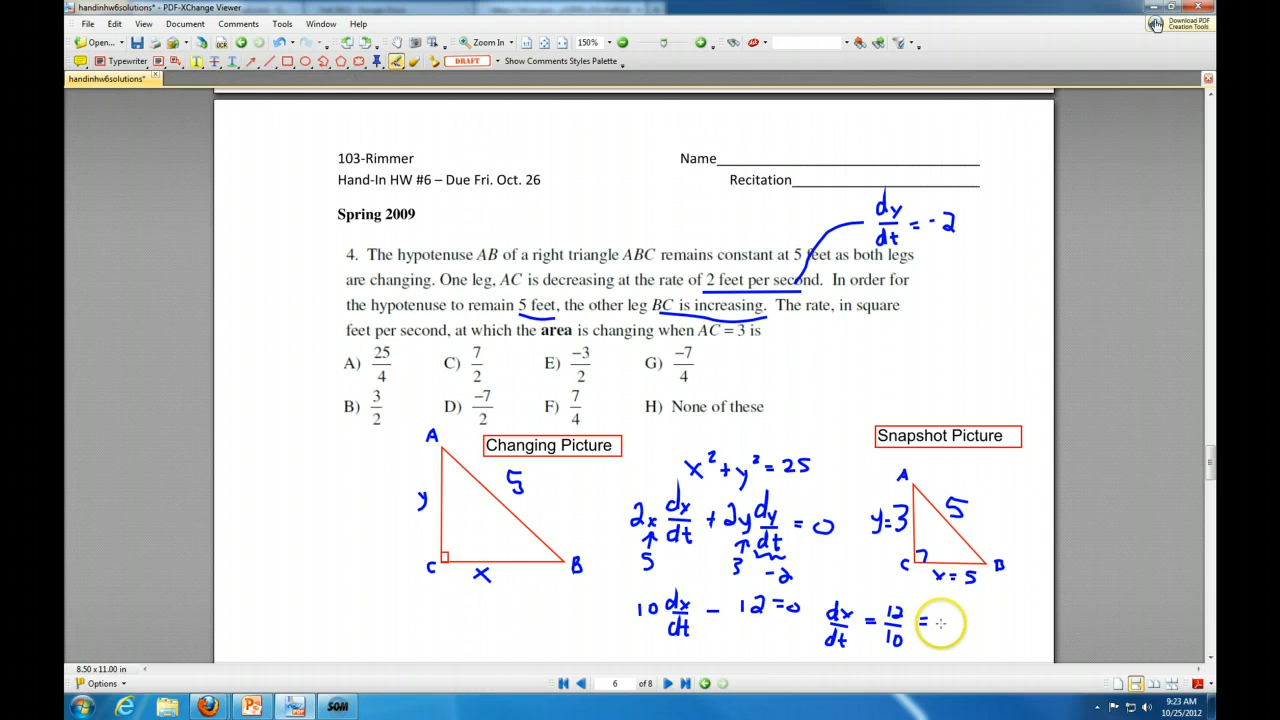 handinhw6solutions* - PDF-XChange Viewer
File Edit View Document Comments Tools Window Help
Download PDF
Creation Tools
Open... Zoom In 150%
Typewriter DRAFT Show Comments Styles Palette
handinhw6solutions*
103-Rimmer Name
Hand-In HW #6 – Due Fri. Oct. 26 Recitation
Spring 2009
dy/dt = -2
4. The hypotenuse AB of a right triangle ABC remains constant at 5 feet as both legs
are changing. One leg, AC is decreasing at the rate of 2 feet per second. In order for
the hypotenuse to remain 5 feet, the other leg BC is increasing. The rate, in square
feet per second, at which the area is changing when AC = 3 is
A) 25/4 C) 7/2 E) -3/2 G) -7/4
B) 3/2 D) -7/2 F) 7/4 H) None of these
Changing Picture
A
y
5
C
x
B
x² + y² = 25
2x dx/dt + 2y dy/dt = 0
5 3 -2
10 dx/dt - 12 = 0
dx/dt = 12/10 =
Snapshot Picture
A
y=3
5
C
x=5
B
8.50 x 11.00 in
Options 6 of 8
SOM
9:23 AM
10/25/2012